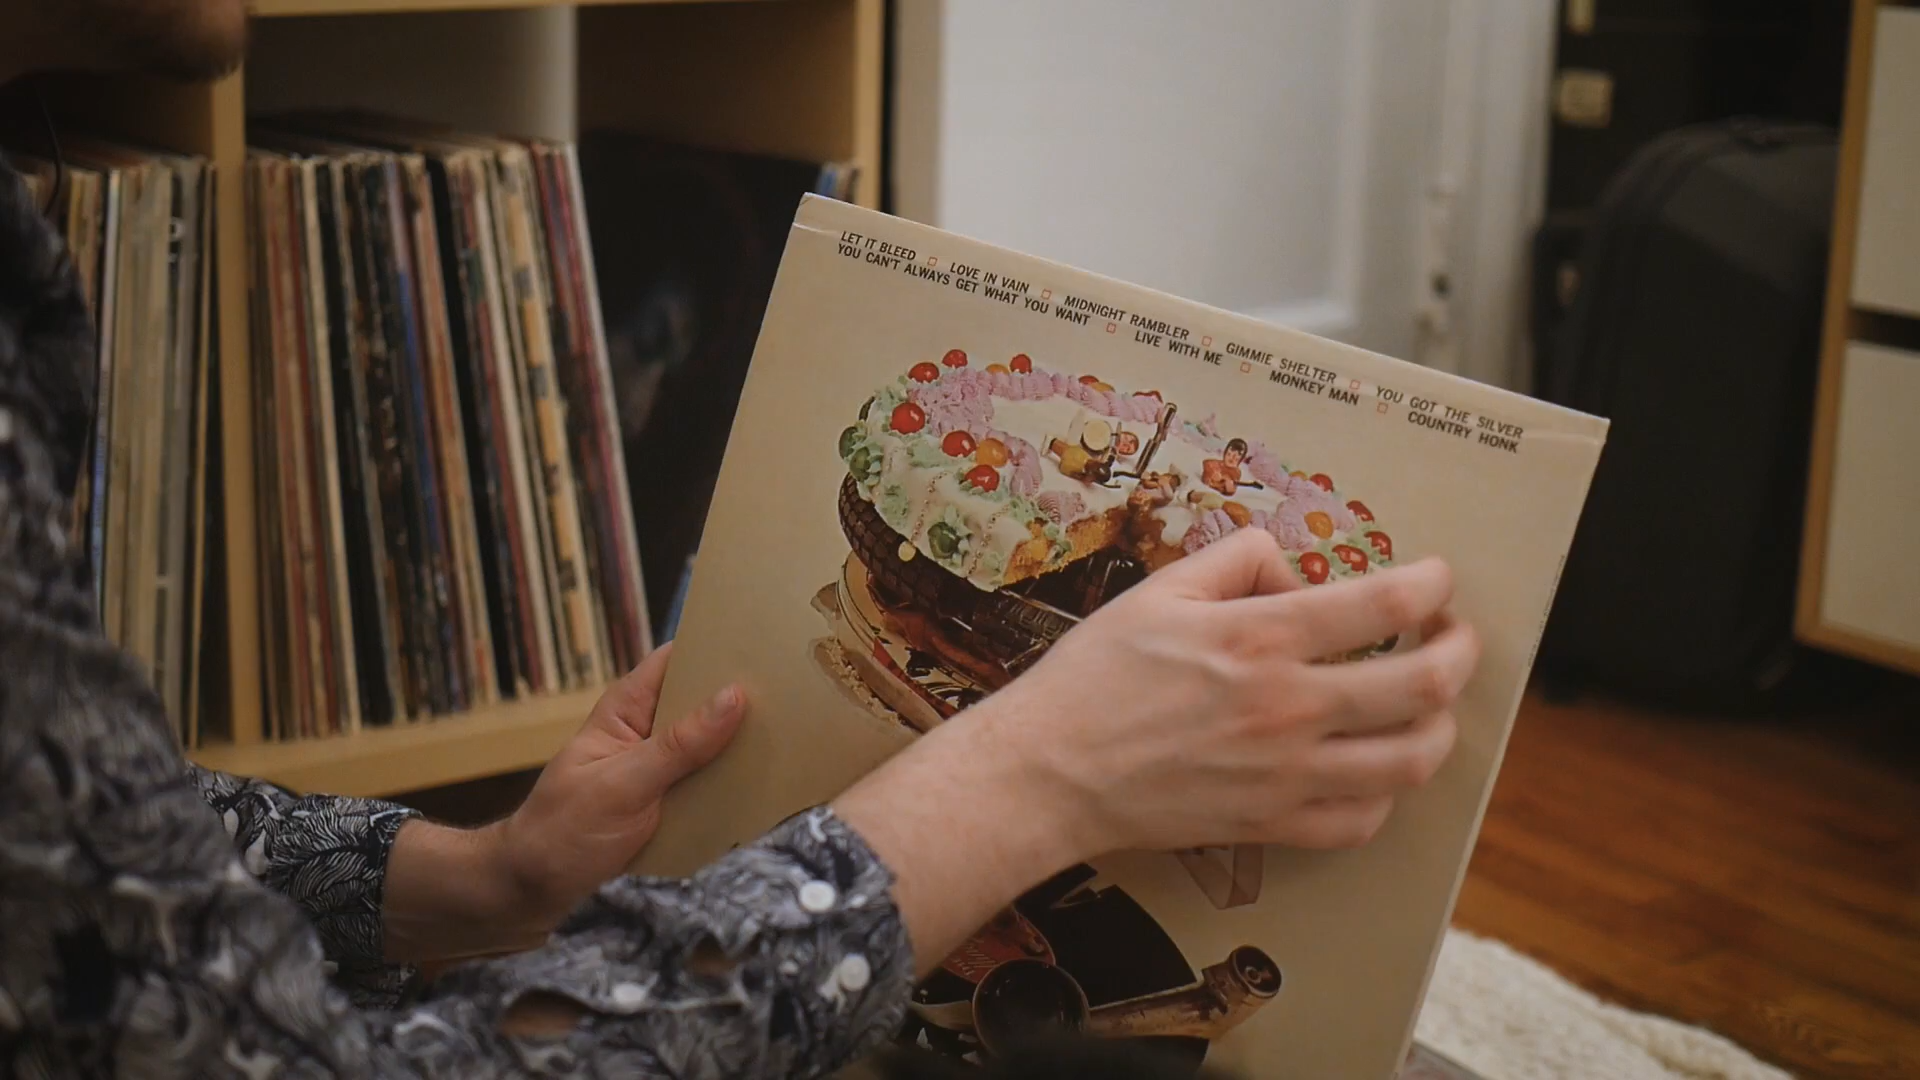 LET IT BLEED □ LOVE IN VAIN □ MIDNIGHT RAMBLER □ GIMMIE SHELTER □ YOU GOT THE SILVER
YOU CAN'T ALWAYS GET WHAT YOU WANT □ LIVE WITH ME □ MONKEY MAN □ COUNTRY HONK